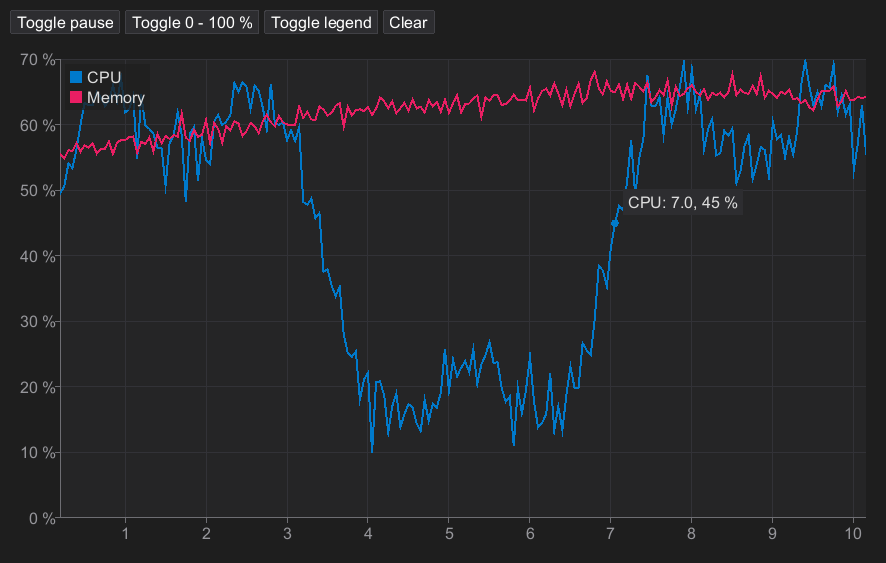 Toggle pause Toggle 0 - 100 % Toggle legend Clear
70 %
CPU
Memory
60 %
50 %
CPU: 7.0, 45 %
40 %
30 %
20 %
10 %
0 %
1 2 3 4 5 6 7 8 9 10